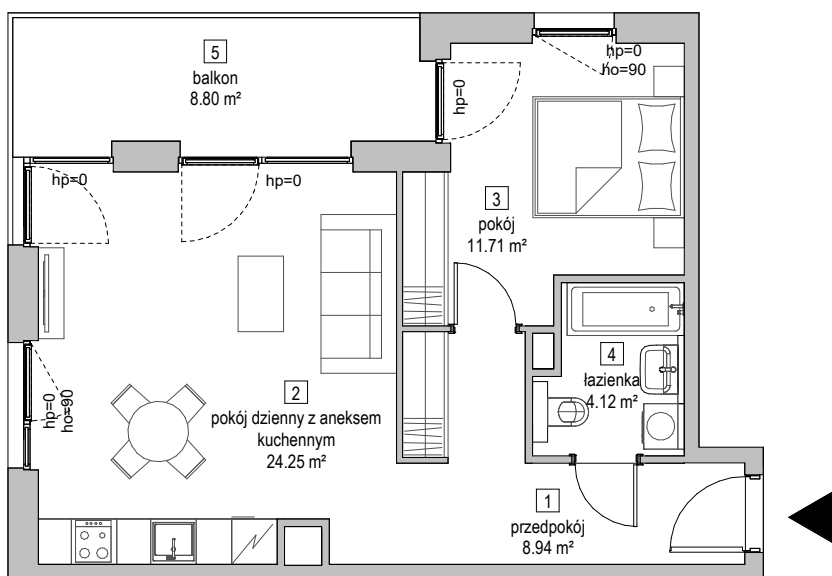 5
balkon
8.80 m²
hp=0
ho=90
hp=0
hp=0
hp=0
3
pokój
11.71 m²
4
łazienka
4.12 m²
hp=0
ho=90
2
pokój dzienny z aneksem
kuchennym
24.25 m²
1
przedpokój
8.94 m²